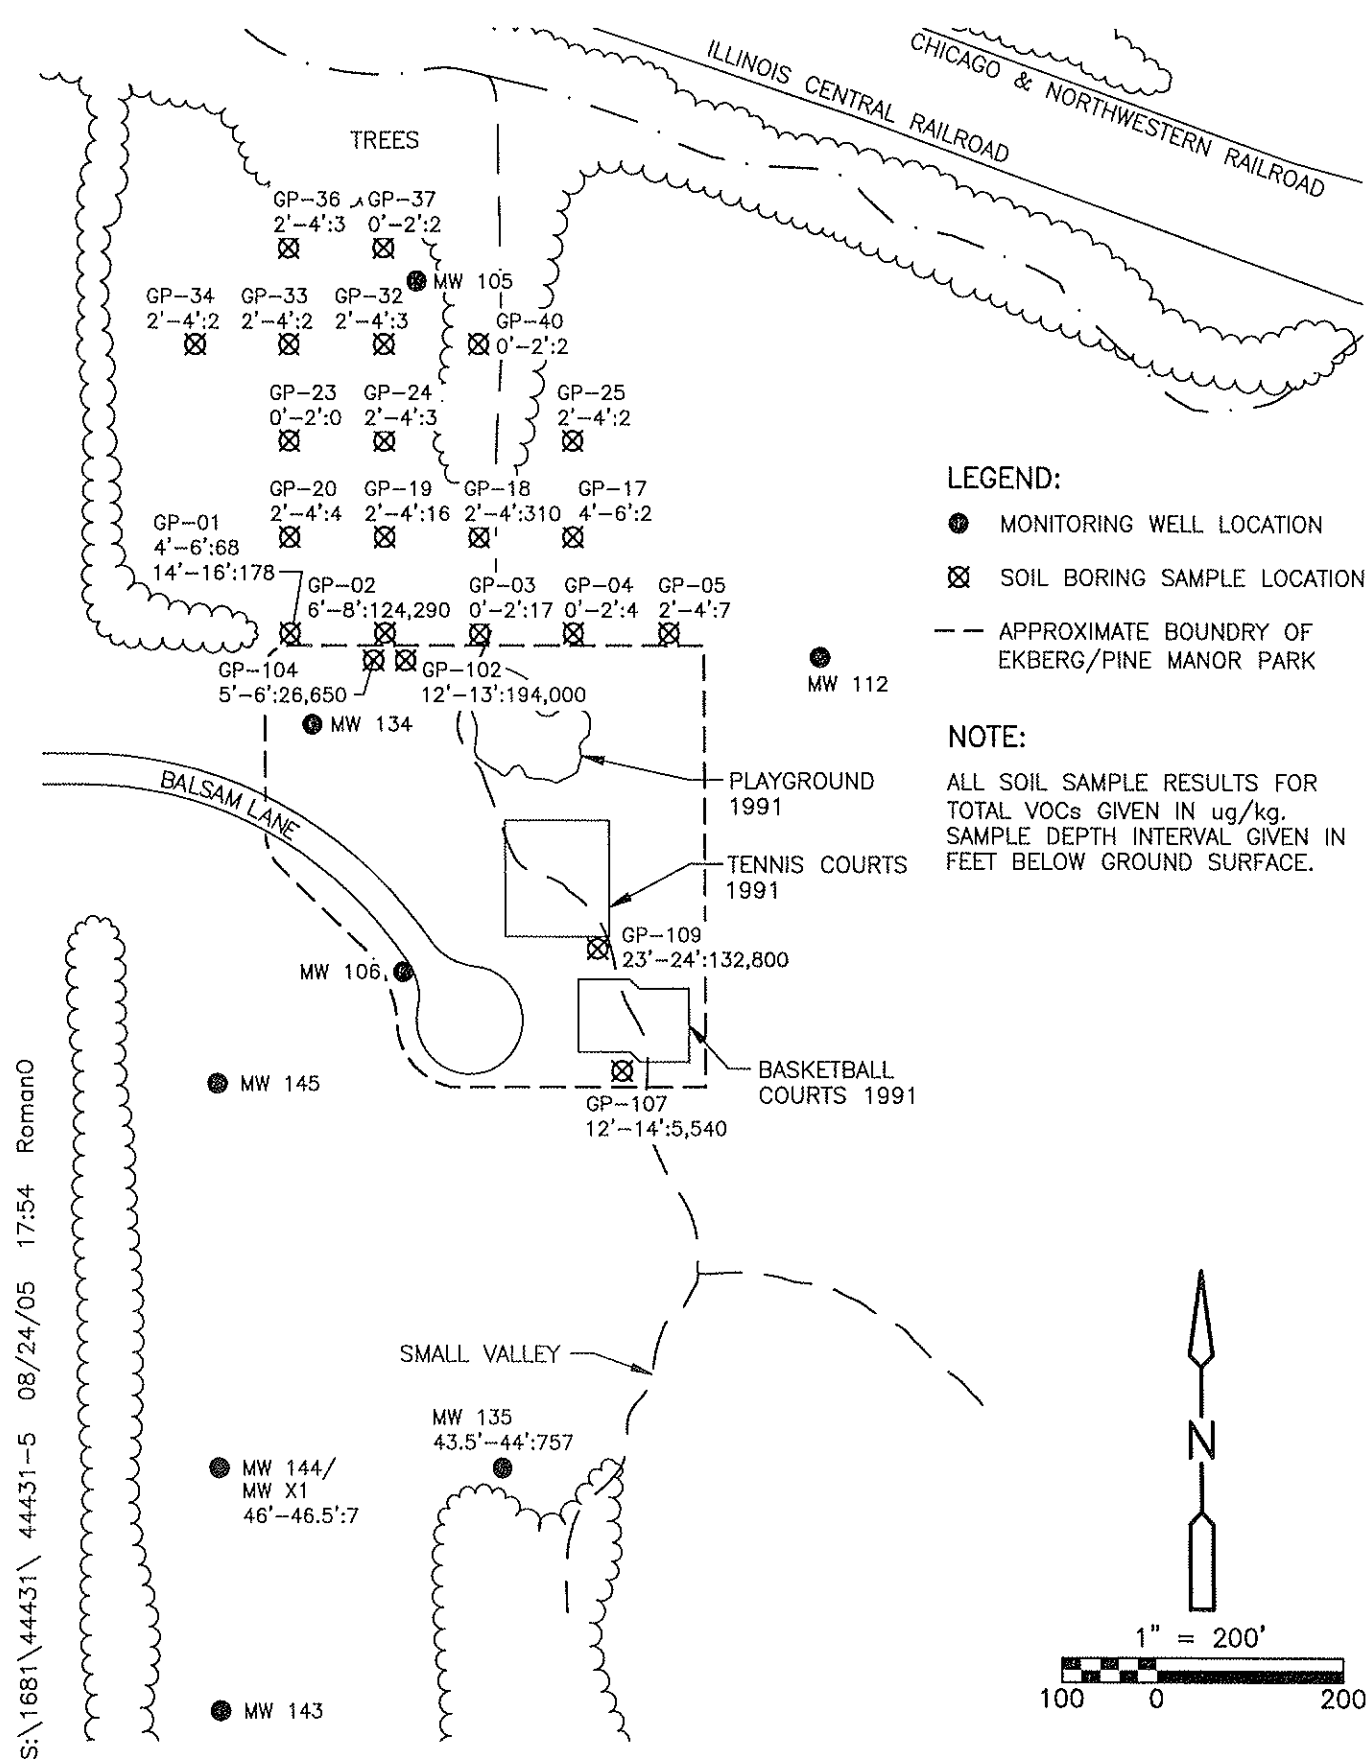 ILLINOIS CENTRAL RAILROAD
CHICAGO & NORTHWESTERN RAILROAD
TREES
GP-36
2'-4':3
GP-37
0'-2':2
MW 105
GP-34
2'-4':2
GP-33
2'-4':2
GP-32
2'-4':3
GP-40
0'-2':2
GP-23
0'-2':0
GP-24
2'-4':3
GP-25
2'-4':2
GP-20
2'-4':4
GP-19
2'-4':16
GP-18
2'-4':310
GP-17
4'-6':2
GP-01
4'-6':68
14'-16':178
GP-02
6'-8':124,290
GP-03
0'-2':17
GP-04
0'-2':4
GP-05
2'-4':7
GP-104
5'-6':26,650
GP-102
12'-13':194,000
MW 112
MW 134
BALSAM LANE
PLAYGROUND
1991
TENNIS COURTS
1991
GP-109
23'-24':132,800
MW 106
BASKETBALL
COURTS 1991
MW 145
GP-107
12'-14':5,540
SMALL VALLEY
MW 135
43.5'-44':757
MW 144/
MW X1
46'-46.5':7
MW 143
LEGEND:
MONITORING WELL LOCATION
SOIL BORING SAMPLE LOCATION
APPROXIMATE BOUNDRY OF
EKBERG/PINE MANOR PARK
NOTE:
ALL SOIL SAMPLE RESULTS FOR
TOTAL VOCs GIVEN IN ug/kg.
SAMPLE DEPTH INTERVAL GIVEN IN
FEET BELOW GROUND SURFACE.
N
1" = 200'
100 0 200
S:\1681\44431\ 44431-5 08/24/05 17:54 RomanO